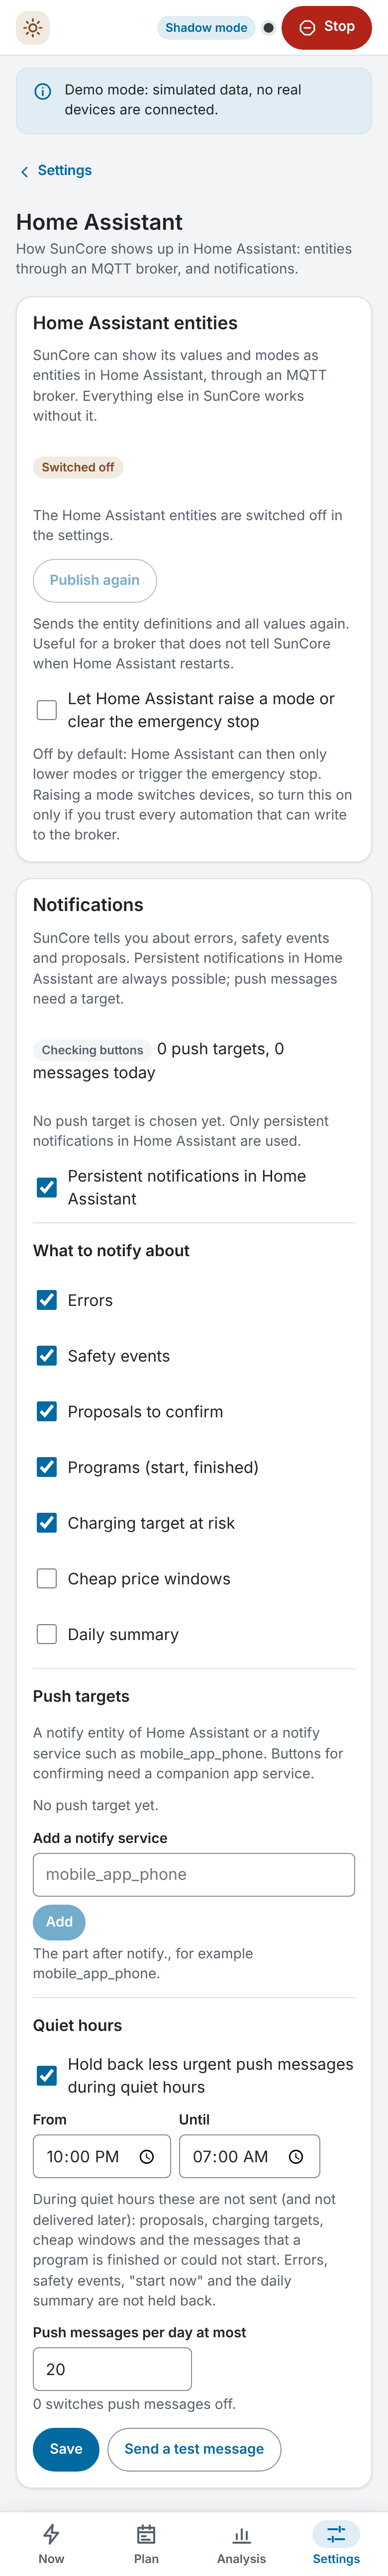 Shadow mode
Stop
Demo mode: simulated data, no real
devices are connected.
Settings
Home Assistant
How SunCore shows up in Home Assistant: entities
through an MQTT broker, and notifications.
Home Assistant entities
SunCore can show its values and modes as
entities in Home Assistant, through an MQTT
broker. Everything else in SunCore works
without it.
Switched off
The Home Assistant entities are switched off in
the settings.
Publish again
Sends the entity definitions and all values again.
Useful for a broker that does not tell SunCore
when Home Assistant restarts.
Let Home Assistant raise a mode or
clear the emergency stop
Off by default: Home Assistant can then only
lower modes or trigger the emergency stop.
Raising a mode switches devices, so turn this on
only if you trust every automation that can write
to the broker.
Notifications
SunCore tells you about errors, safety events
and proposals. Persistent notifications in Home
Assistant are always possible; push messages
need a target.
Checking buttons 0 push targets, 0
messages today
No push target is chosen yet. Only persistent
notifications in Home Assistant are used.
Persistent notifications in Home
Assistant
What to notify about
Errors
Safety events
Proposals to confirm
Programs (start, finished)
Charging target at risk
Cheap price windows
Daily summary
Push targets
A notify entity of Home Assistant or a notify
service such as mobile_app_phone. Buttons for
confirming need a companion app service.
No push target yet.
Add a notify service
mobile_app_phone
Add
The part after notify., for example
mobile_app_phone.
Quiet hours
Hold back less urgent push messages
during quiet hours
From Until
10:00 PM 07:00 AM
During quiet hours these are not sent (and not
delivered later): proposals, charging targets,
cheap windows and the messages that a
program is finished or could not start. Errors,
safety events, "start now" and the daily
summary are not held back.
Push messages per day at most
20
0 switches push messages off.
Save Send a test message
Now Plan Analysis Settings